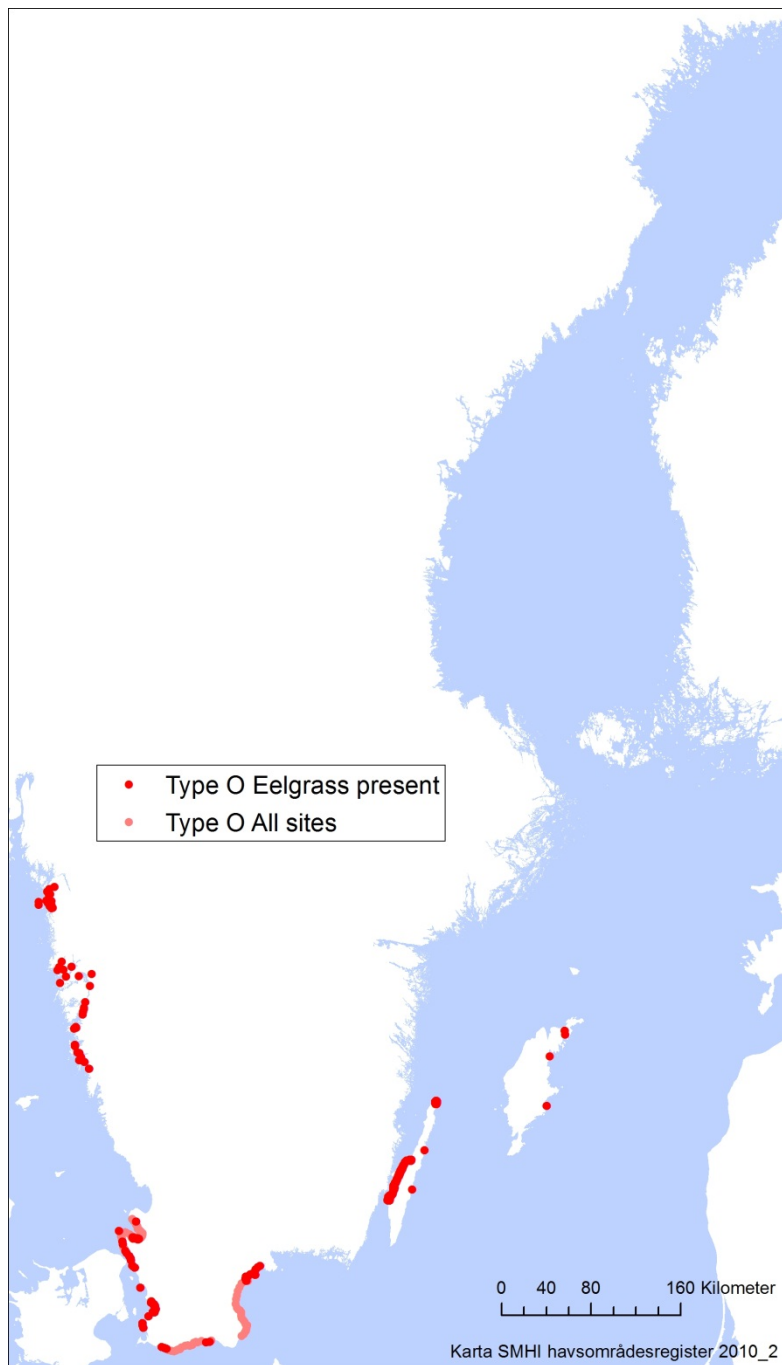 Type O Eelgrass present
Type O All sites
0 40 80 160 Kilometer
Karta SMHI havsområdesregister 2010_2